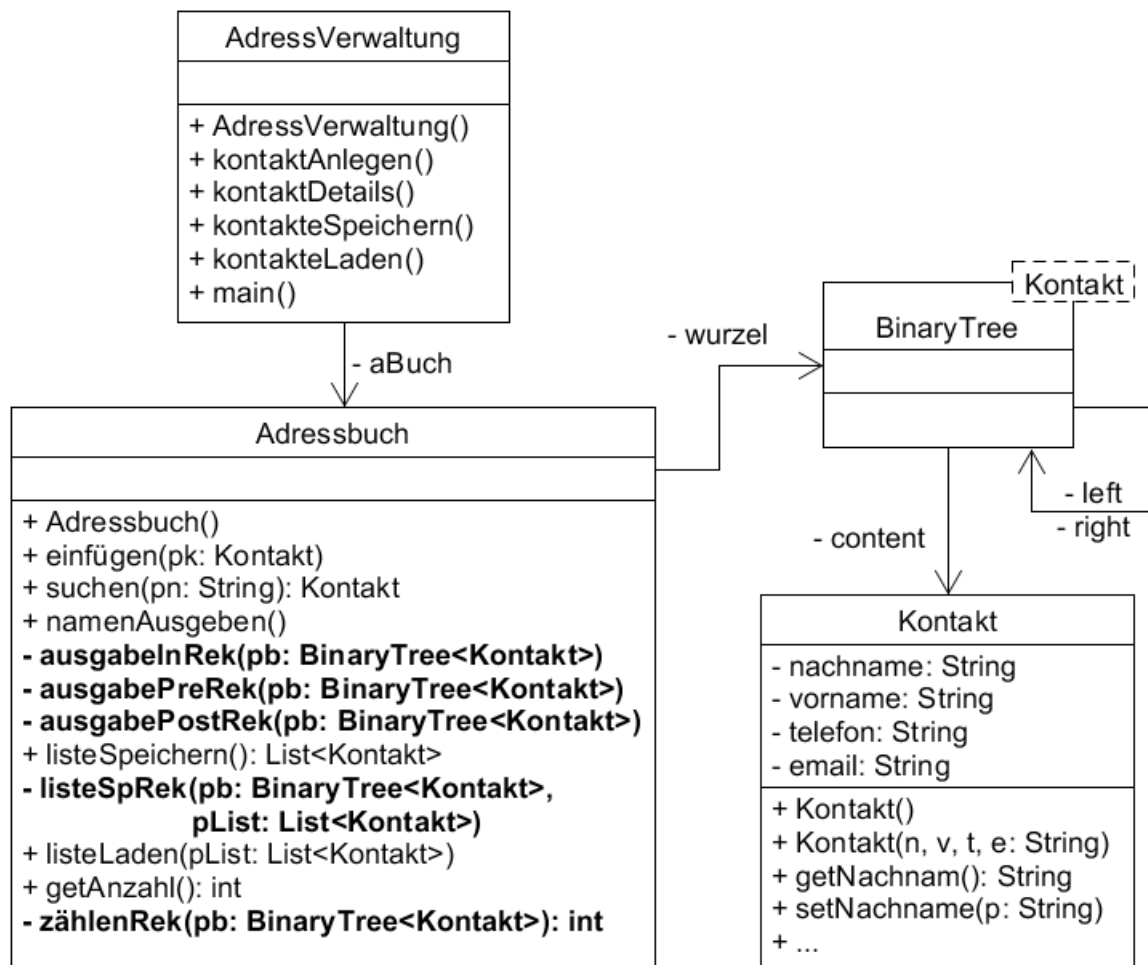 AdressVerwaltung
+ AdressVerwaltung()
+ kontaktAnlegen()
+ kontaktDetails()
+ kontakteSpeichern()
+ kontakteLaden()
+ main()
- aBuch
Adressbuch
+ Adressbuch()
+ einfügen(pk: Kontakt)
+ suchen(pn: String): Kontakt
+ namenAusgeben()
- ausgabeInRek(pb: BinaryTree<Kontakt>)
- ausgabePreRek(pb: BinaryTree<Kontakt>)
- ausgabePostRek(pb: BinaryTree<Kontakt>)
+ listeSpeichern(): List<Kontakt>
- listeSpRek(pb: BinaryTree<Kontakt>,
pList: List<Kontakt>)
+ listeLaden(pList: List<Kontakt>)
+ getAnzahl(): int
- zählenRek(pb: BinaryTree<Kontakt>): int
- wurzel
Kontakt
BinaryTree
- left
- right
- content
Kontakt
- nachname: String
- vorname: String
- telefon: String
- email: String
+ Kontakt()
+ Kontakt(n, v, t, e: String)
+ getNachnam(): String
+ setNachname(p: String)
+ ...